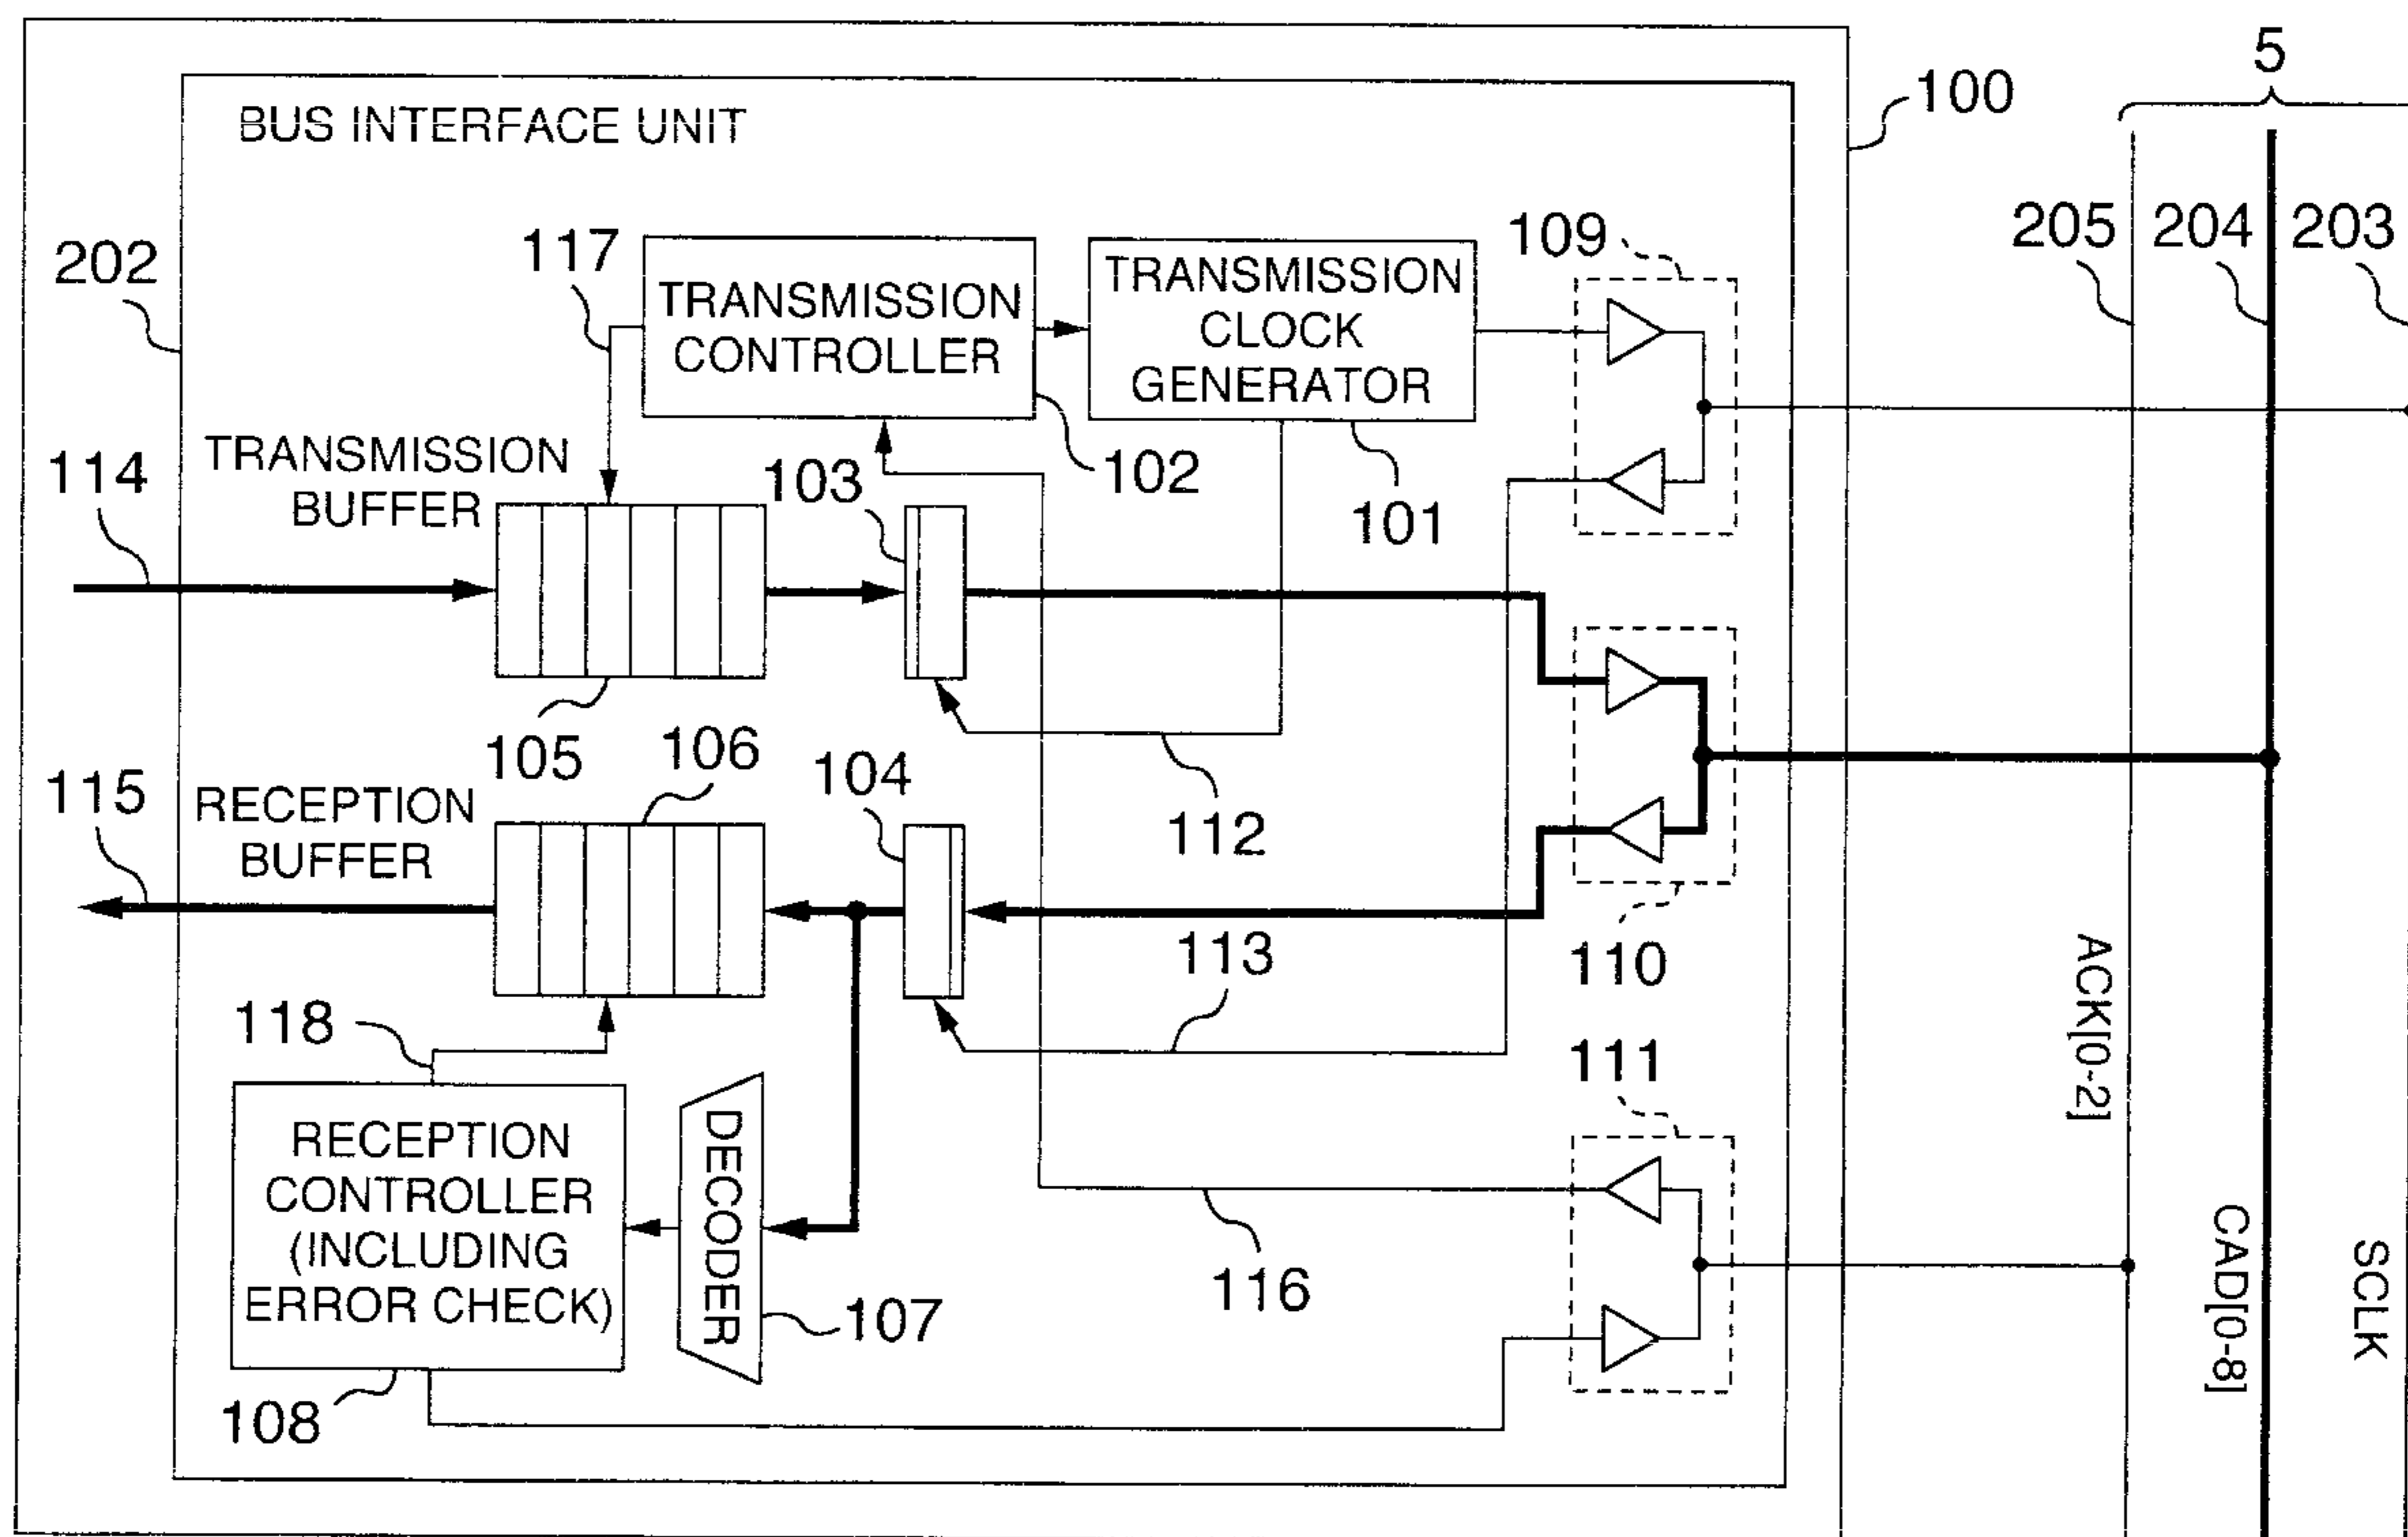 5
100
BUS INTERFACE UNIT
202
117
109
205
204
203
TRANSMISSION
CONTROLLER
TRANSMISSION
CLOCK
GENERATOR
114
TRANSMISSION
BUFFER
103
102
101
105
106
104
112
115
RECEPTION
BUFFER
113
110
118
111
ACK[0-2]
RECEPTION
CONTROLLER
(INCLUDING
ERROR CHECK)
DECODER
CAD[0-8]
SCLK
116
107
108